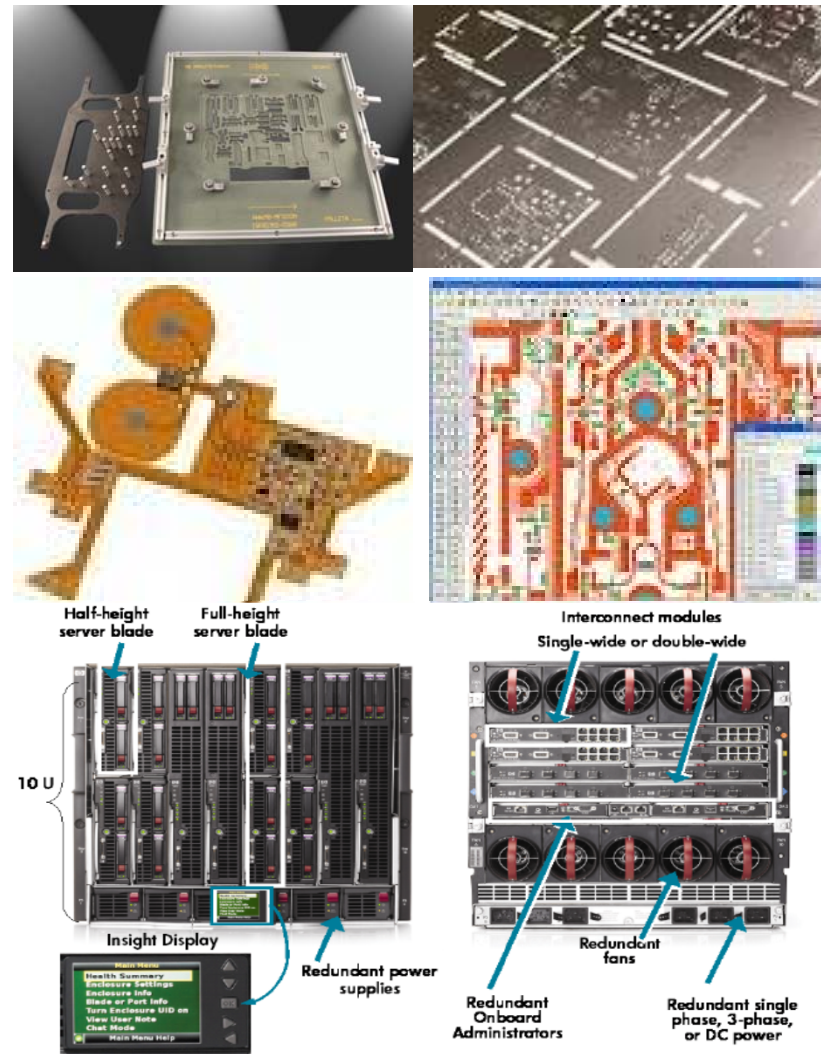 Half-height
server blade
Full-height
server blade
Interconnect modules
Single-wide or double-wide
10 U
Insight Display
Main Menu
Health Summary
Enclosure Settings
Enclosure Info
Blade or Port Info
Turn Enclosure UID on
View User Note
Chat Mode
Main Menu Help
Redundant power
supplies
Redundant
fans
Redundant
Onboard
Administrators
Redundant single
phase, 3-phase,
or DC power